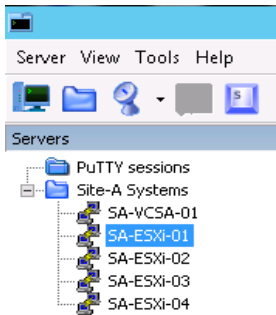 Server View Tools Help
S
Servers
PuTTY sessions
Site-A Systems
SA-VCSA-01
SA-ESXi-01
SA-ESXi-02
SA-ESXi-03
SA-ESXi-04